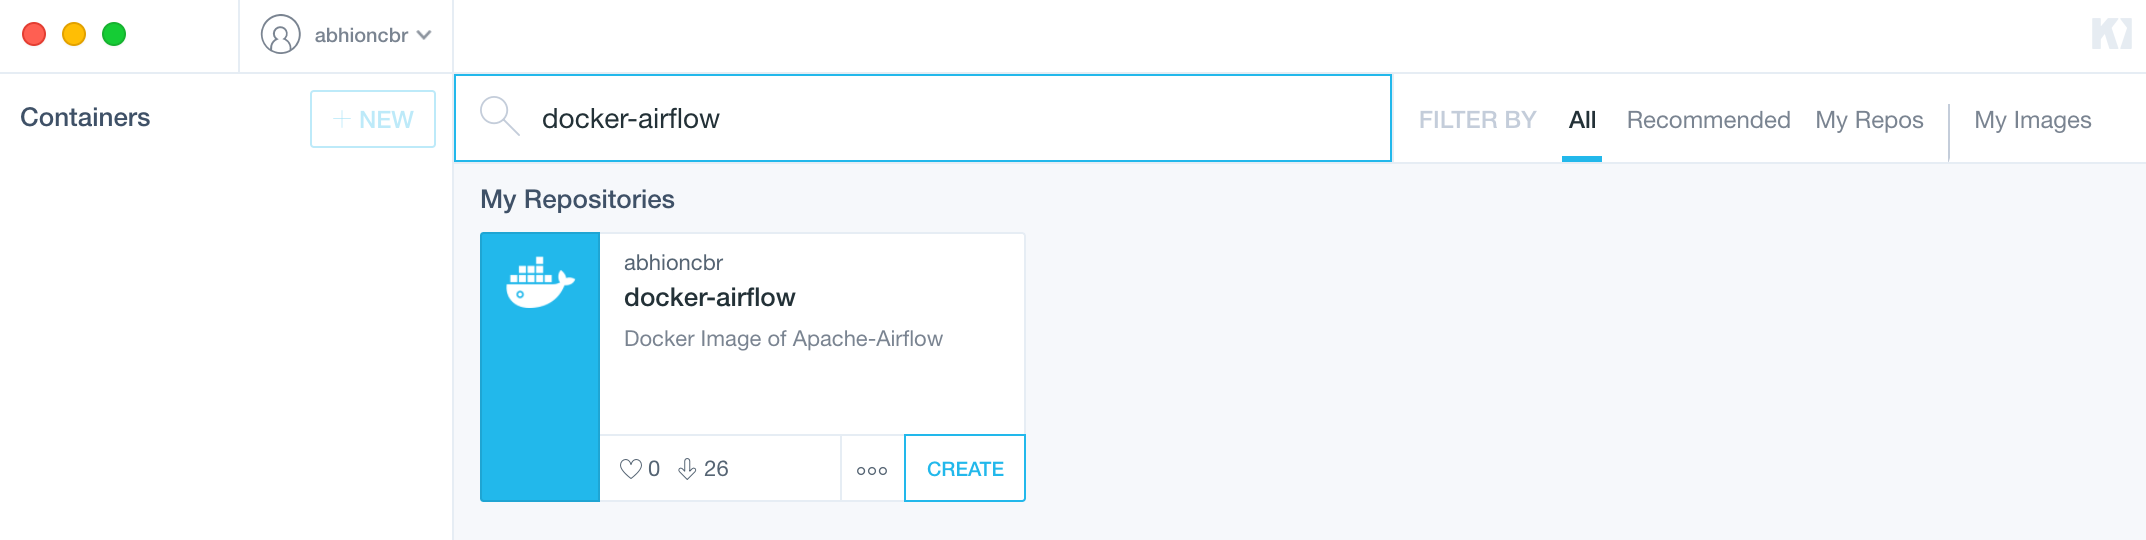 abhioncbr
Containers
+ NEW
docker-airflow
FILTER BY All Recommended My Repos My Images
My Repositories
abhioncbr
docker-airflow
Docker Image of Apache-Airflow
0 26
CREATE